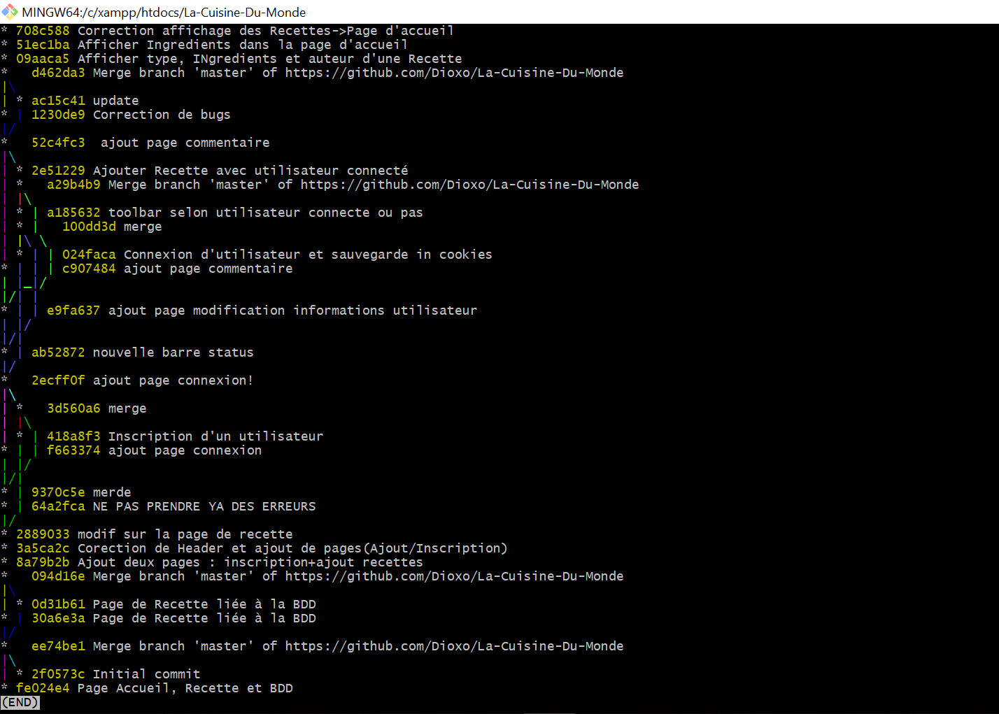 MINGW64:/c/xampp/htdocs/La-Cuisine-Du-Monde
* 708c588 Correction affichage des Recettes->Page d'accueil
* 51ec1ba Afficher Ingredients dans la page d'accueil
* 09aaca5 Afficher type, INgredients et auteur d'une Recette
*   d462da3 Merge branch 'master' of https://github.com/Dioxo/La-Cuisine-Du-Monde
|\
| * ac15c41 update
* | 1230de9 Correction de bugs
|/
*   52c4fc3  ajout page commentaire
|\
| * 2e51229 Ajouter Recette avec utilisateur connecté
| *   a29b4b9 Merge branch 'master' of https://github.com/Dioxo/La-Cuisine-Du-Monde
| |\
| * | a185632 toolbar selon utilisateur connecte ou pas
| * |   100dd3d merge
| |\ \
| * | | 024faca Connexion d'utilisateur et sauvegarde in cookies
* | | | c907484 ajout page commentaire
| |_|/
|/| |
* | | e9fa637 ajout page modification informations utilisateur
| |/
|/|
* | ab52872 nouvelle barre status
|/
*   2ecff0f ajout page connexion!
|\
| *   3d560a6 merge
| |\
| * | 418a8f3 Inscription d'un utilisateur
* | | f663374 ajout page connexion
| |/
|/|
* | 9370c5e merde
* | 64a2fca NE PAS PRENDRE YA DES ERREURS
|/
* 2889033 modif sur la page de recette
* 3a5ca2c Corection de Header et ajout de pages(Ajout/Inscription)
* 8a79b2b Ajout deux pages : inscription+ajout recettes
*   094d16e Merge branch 'master' of https://github.com/Dioxo/La-Cuisine-Du-Monde
|\
| * 0d31b61 Page de Recette liée à la BDD
* | 30a6e3a Page de Recette liée à la BDD
|/
*   ee74be1 Merge branch 'master' of https://github.com/Dioxo/La-Cuisine-Du-Monde
|\
| * 2f0573c Initial commit
* fe024e4 Page Accueil, Recette et BDD
(END)